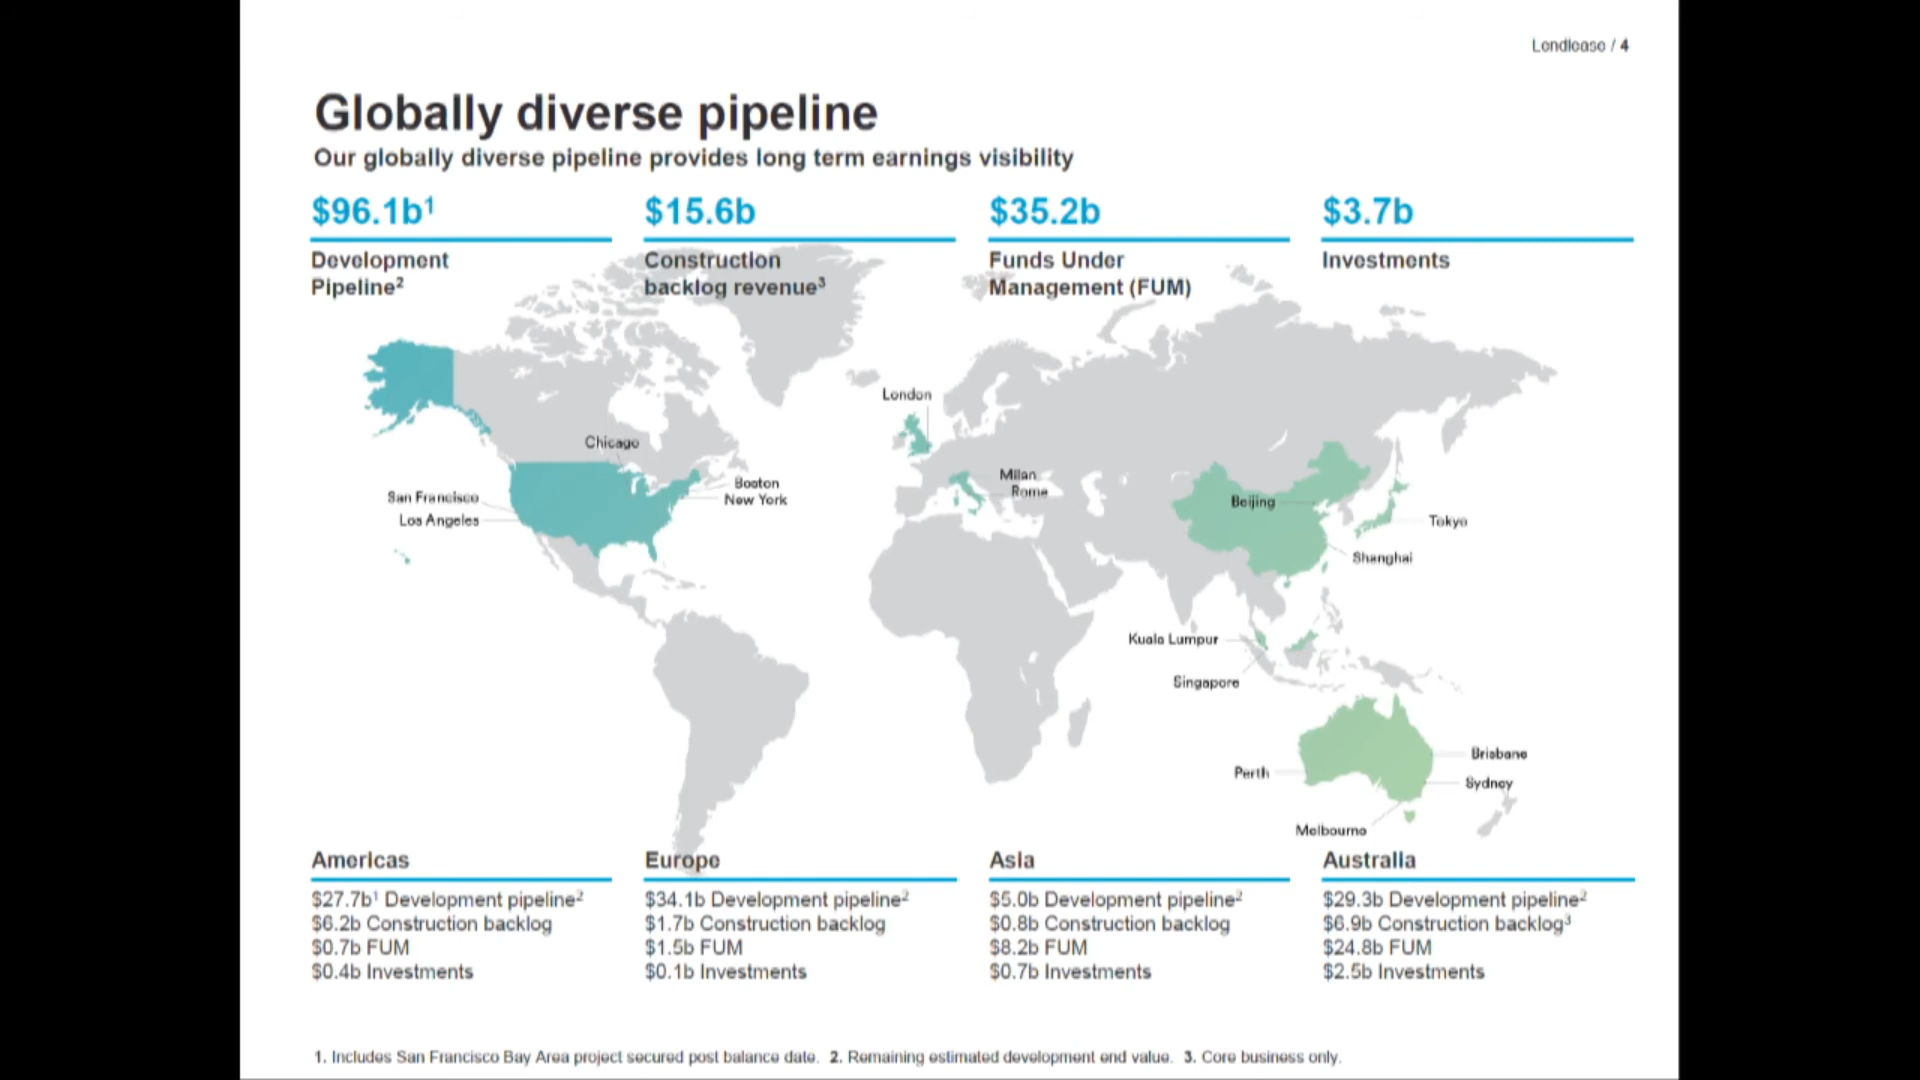 Lendlease / 4
Globally diverse pipeline
Our globally diverse pipeline provides long term earnings visibility
$96.1b¹
$15.6b
$35.2b
$3.7b
Development
Pipeline²
Construction
backlog revenue³
Funds Under
Management (FUM)
Investments
London
Chicago
Milan
Rome
Boston
New York
San Francisco
Los Angeles
Beijing
Tokyo
Shanghai
Kuala Lumpur
Singapore
Brisbane
Perth
Sydney
Melbourne
Americas
$27.7b¹ Development pipeline²
$6.2b Construction backlog
$0.7b FUM
$0.4b Investments
Europe
$34.1b Development pipeline²
$1.7b Construction backlog
$1.5b FUM
$0.1b Investments
Asia
$5.0b Development pipeline²
$0.8b Construction backlog
$8.2b FUM
$0.7b Investments
Australia
$29.3b Development pipeline²
$6.9b Construction backlog³
$24.8b FUM
$2.5b Investments
1. Includes San Francisco Bay Area project secured post balance date. 2. Remaining estimated development end value. 3. Core business only.